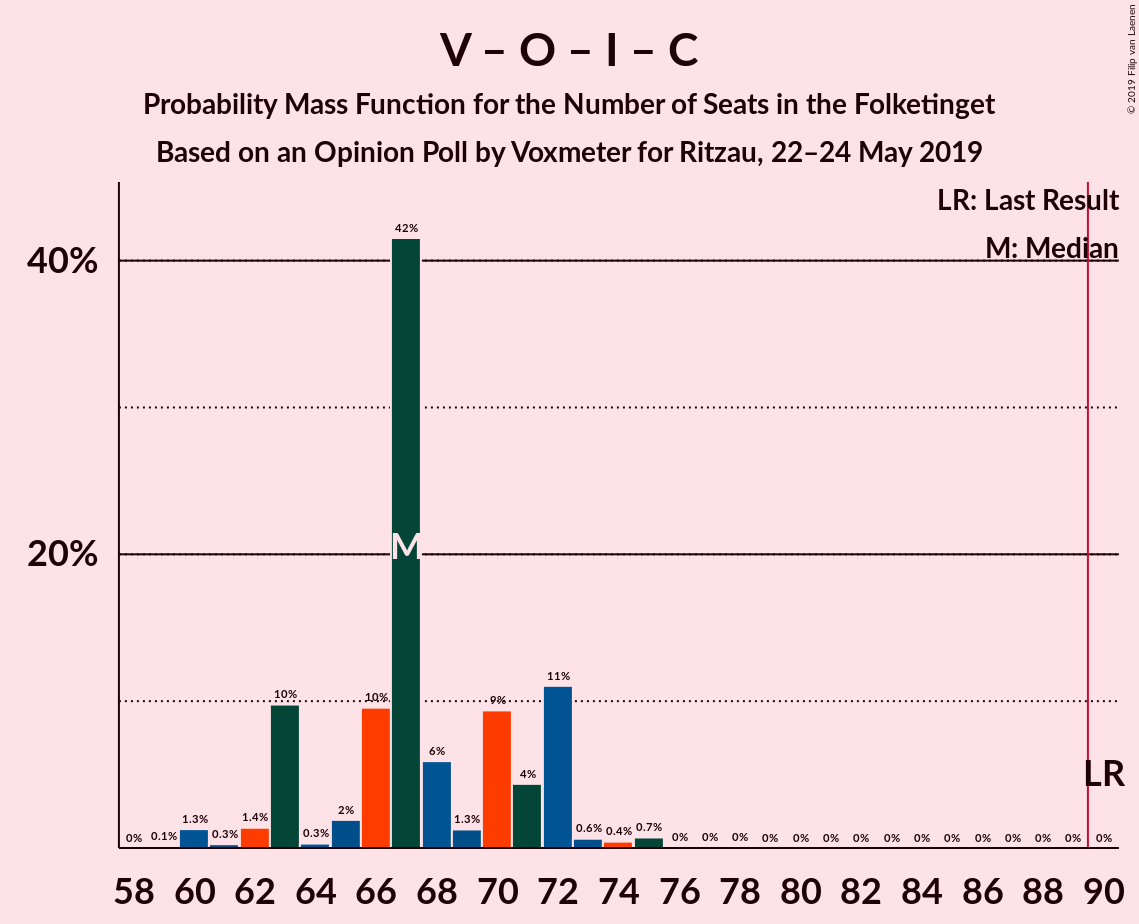 V – O – I – C
Probability Mass Function for the Number of Seats in the Folketinget
Based on an Opinion Poll by Voxmeter for Ritzau, 22–24 May 2019
© 2019 Filip van Laenen
LR: Last Result
M: Median
40%
20%
0% 0.1% 1.3% 0.3% 1.4% 10% 0.3% 2% 10% 42% 6% 1.3% 9% 4% 11% 0.6% 0.4% 0.7% 0% 0% 0% 0% 0% 0% 0% 0% 0% 0% 0% 0% 0% 0% 0%
M
LR
58 60 62 64 66 68 70 72 74 76 78 80 82 84 86 88 90